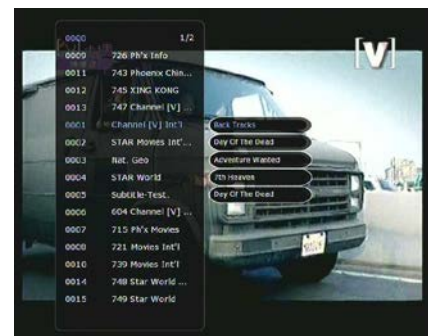 0000 1/2
[V]
0009 726 Ph'x Info
0011 743 Phoenix Chin...
0012 745 XING KONG
0013 747 Channel [V] ...
0001 Channel [V] Int'l Back Tracks
0002 STAR Movies Int'... Day Of The Dead
0003 Nat. Geo Adventure Wanted
0004 STAR World 7th Heaven
0005 Subtitle-Test. Day Of The Dead
0006 604 Channel [V] ...
0007 715 Ph'x Movies
0008 721 Movies Int'l
0010 739 Movies Int'l
0014 748 Star World ...
0015 749 Star World